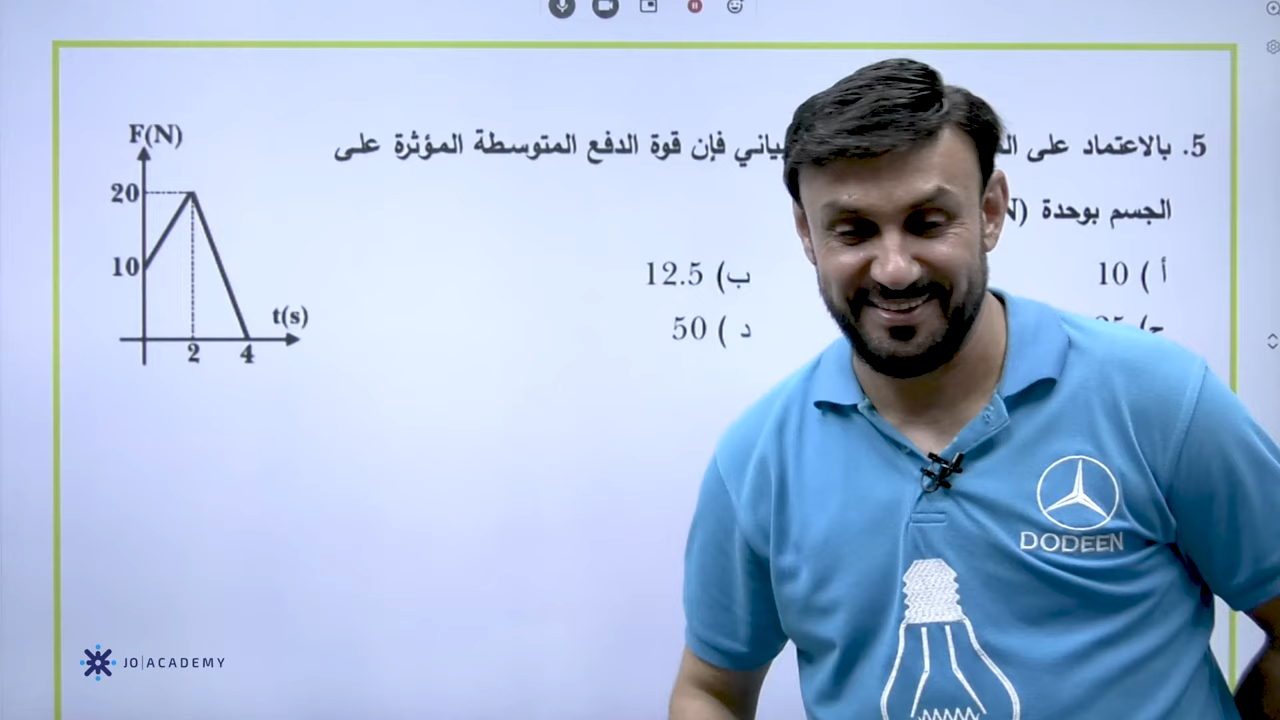 5. بالاعتماد على بياني فإن قوة الدفع المتوسطة المؤثرة على
الجسم بوحدة
أ ) 10
ب) 12.5
ج)
د ) 50
F(N)
20
10
t(s)
2 4
DODEEN
JO|ACADEMY